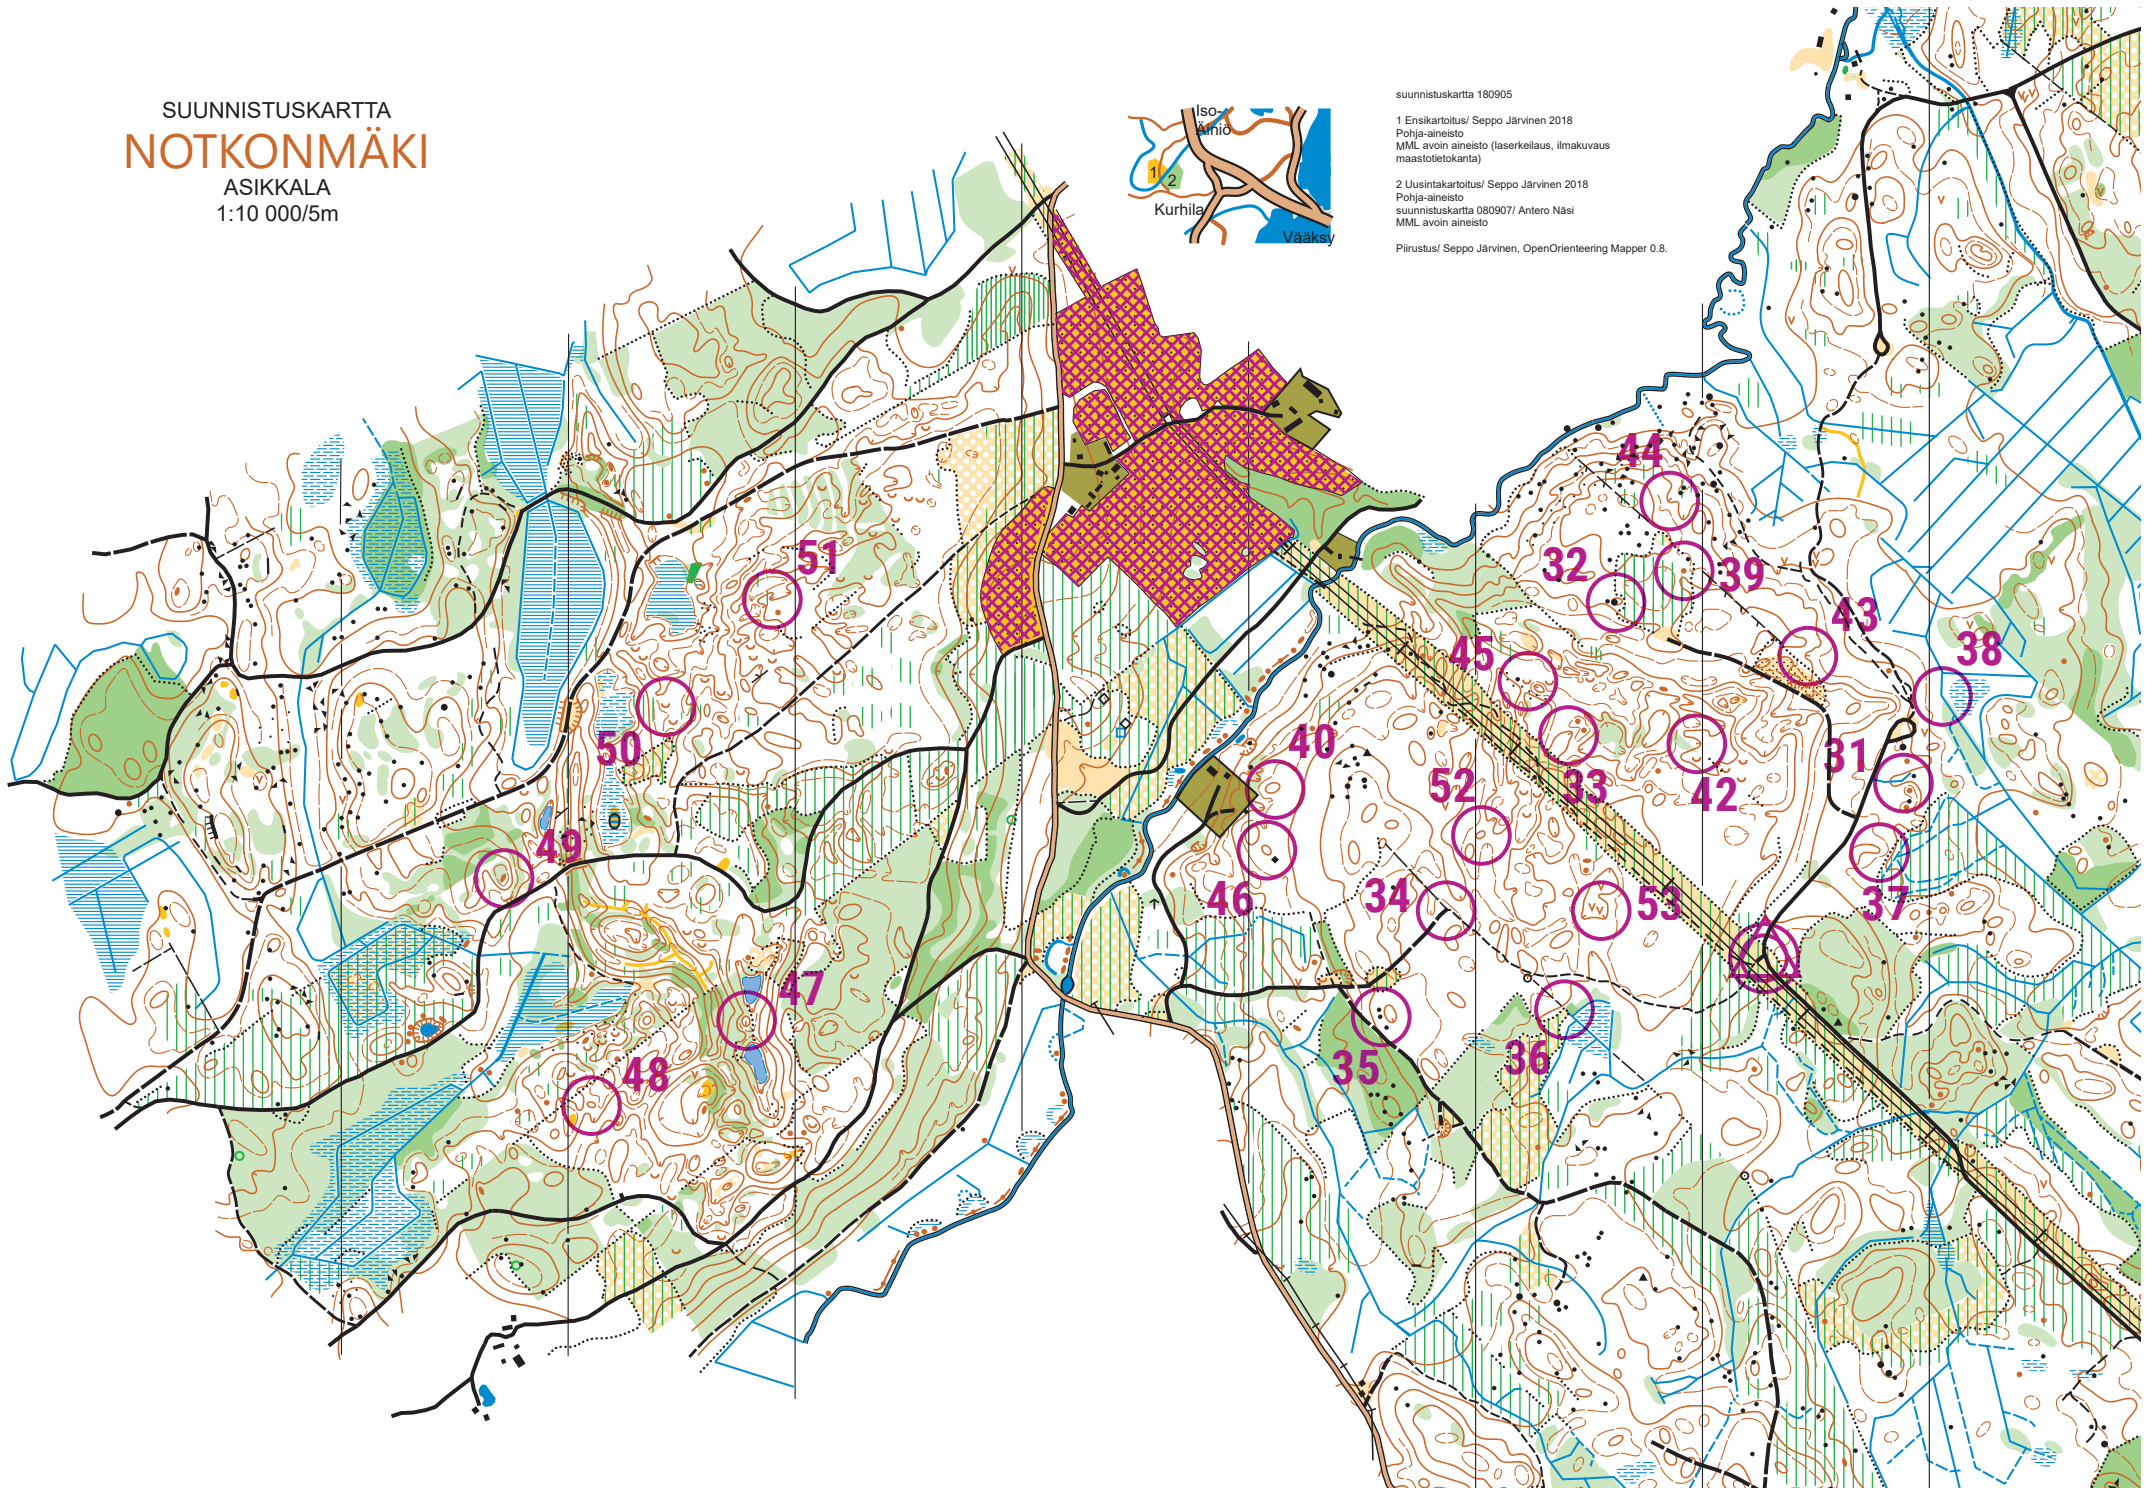 SUUNNISTUSKARTTA
NOTKONMÄKI
ASIKKALA
1:10 000/5m
Iso-
Äiniö
1
2
Kurhila
Vääksy
suunnistuskartta 180905
1 Ensikartoitus/ Seppo Järvinen 2018
Pohja-aineisto
MML avoin aineisto (laserkeilaus, ilmakuvaus
maastotietokanta)
2 Uusintakartoitus/ Seppo Järvinen 2018
Pohja-aineisto
suunnistuskartta 080907/ Antero Näsi
MML avoin aineisto
Piirustus/ Seppo Järvinen, OpenOrienteering Mapper 0.8.
44
51
32
39
43
45
38
50
40
31
33
52
42
49
46
34
53
37
47
35
36
48